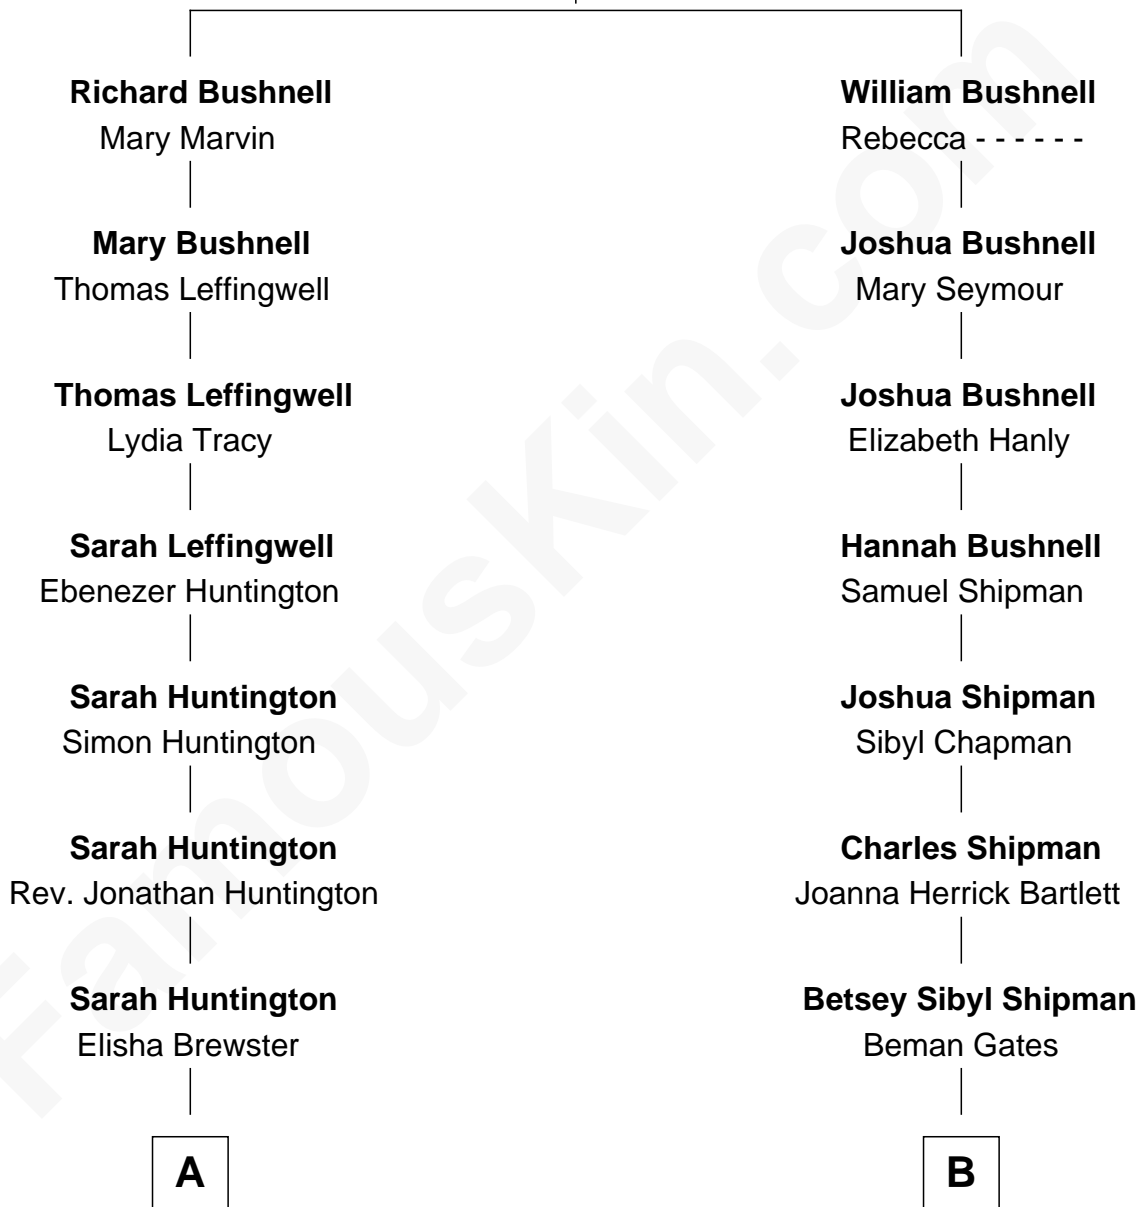 Richard Bushnell
Mary Marvin
Mary Bushnell
Thomas Leffingwell
Thomas Leffingwell
Lydia Tracy
Sarah Leffingwell
Ebenezer Huntington
Sarah Huntington
Simon Huntington
Sarah Huntington
Rev. Jonathan Huntington
Sarah Huntington
Elisha Brewster
A
William Bushnell
Rebecca - - - - - -
Joshua Bushnell
Mary Seymour
Joshua Bushnell
Elizabeth Hanly
Hannah Bushnell
Samuel Shipman
Joshua Shipman
Sibyl Chapman
Charles Shipman
Joanna Herrick Bartlett
Betsey Sibyl Shipman
Beman Gates
B
FamousKin.com